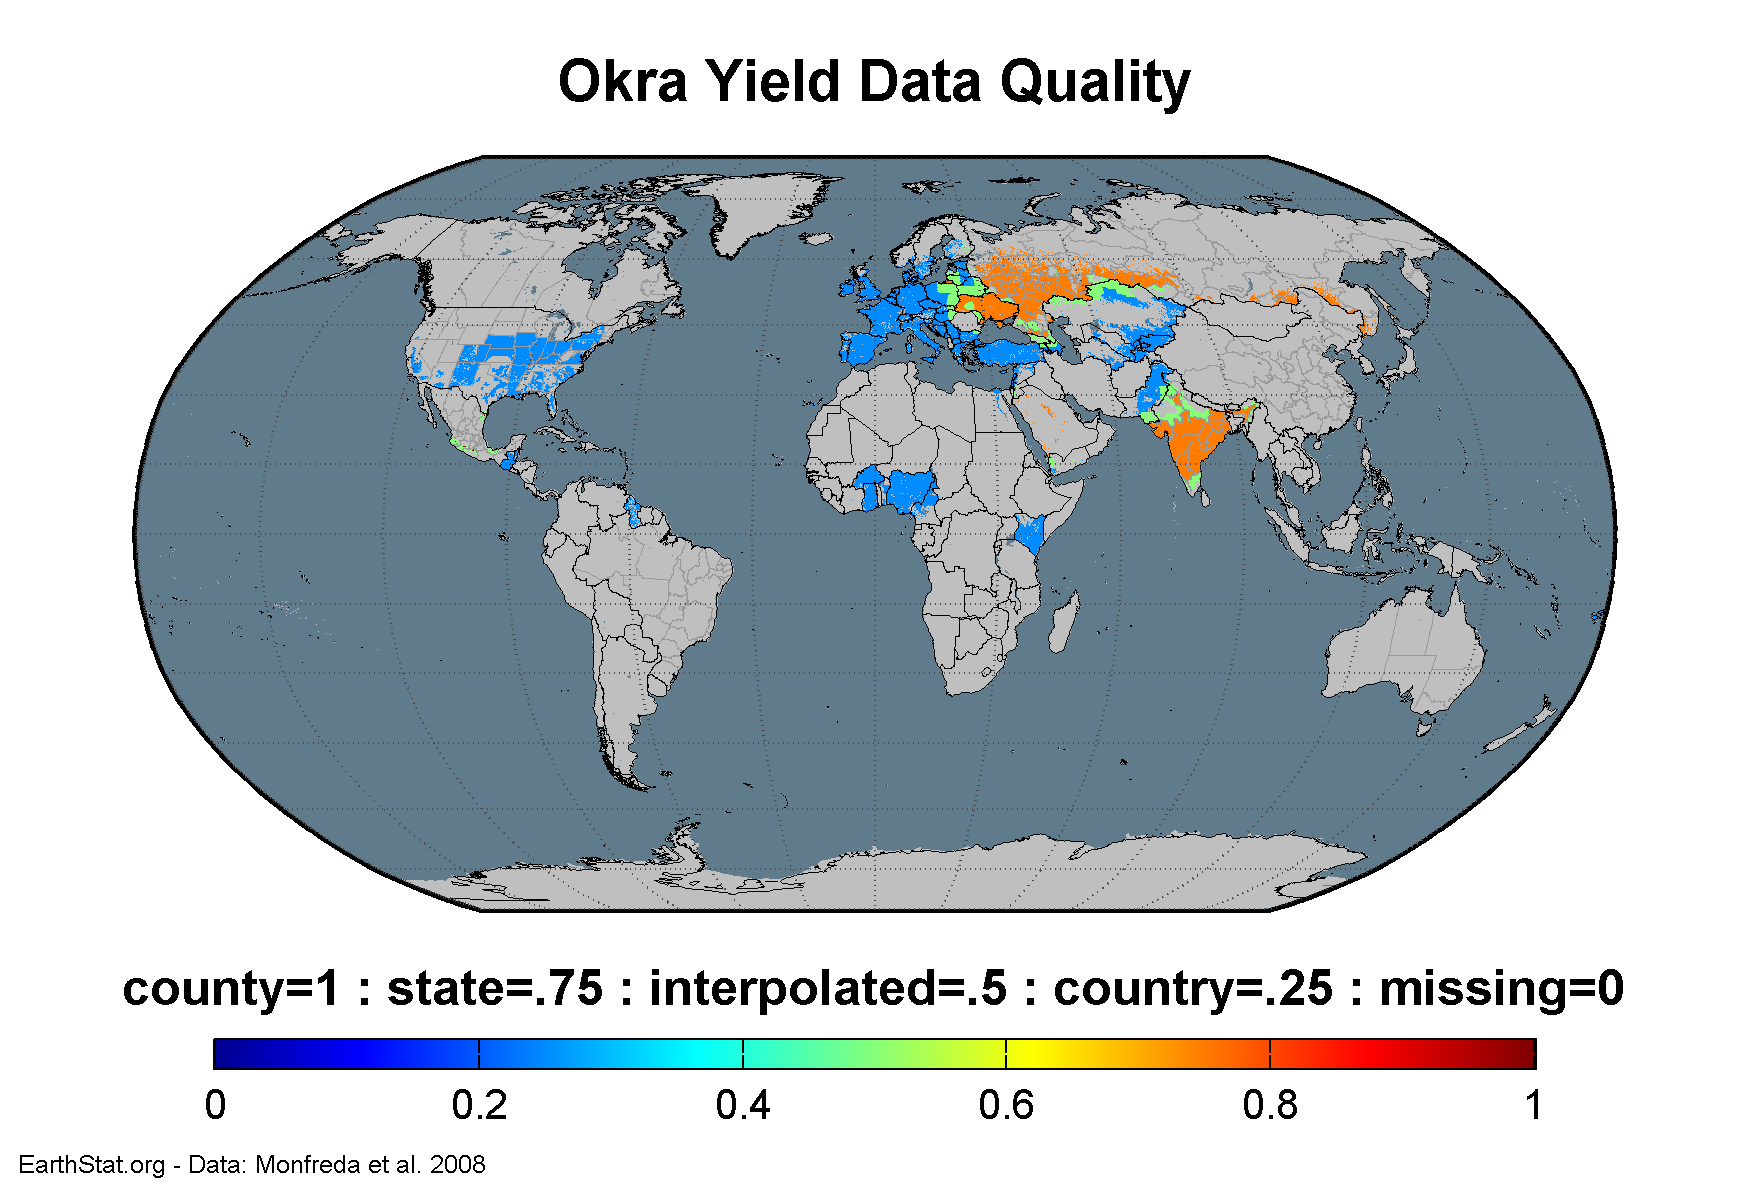 Okra Yield Data Quality
county=1 : state=.75 : interpolated=.5 : country=.25 : missing=0
0 0.2 0.4 0.6 0.8 1
EarthStat.org - Data: Monfreda et al. 2008